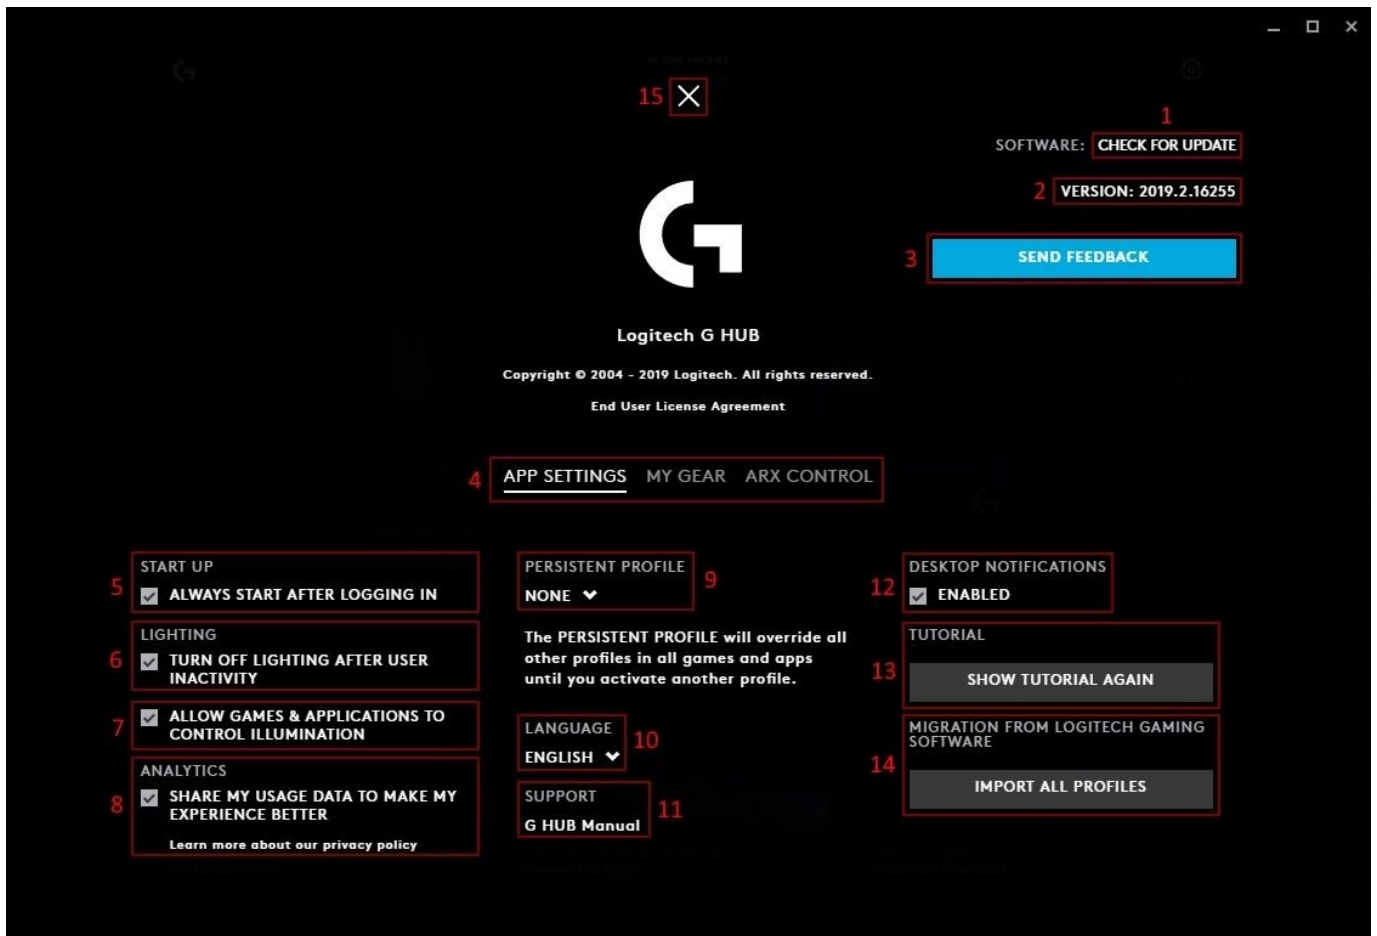 15
1
SOFTWARE: CHECK FOR UPDATE
2 VERSION: 2019.2.16255
3 SEND FEEDBACK
Logitech G HUB
Copyright © 2004 - 2019 Logitech. All rights reserved.
End User License Agreement
4 APP SETTINGS MY GEAR ARX CONTROL
START UP
5 ALWAYS START AFTER LOGGING IN
LIGHTING
6 TURN OFF LIGHTING AFTER USER
INACTIVITY
7 ALLOW GAMES & APPLICATIONS TO
CONTROL ILLUMINATION
ANALYTICS
8 SHARE MY USAGE DATA TO MAKE MY
EXPERIENCE BETTER
Learn more about our privacy policy
PERSISTENT PROFILE
9
NONE
The PERSISTENT PROFILE will override all
other profiles in all games and apps
until you activate another profile.
LANGUAGE
10
ENGLISH
SUPPORT
11
G HUB Manual
DESKTOP NOTIFICATIONS
12 ENABLED
TUTORIAL
13 SHOW TUTORIAL AGAIN
MIGRATION FROM LOGITECH GAMING
SOFTWARE
14
IMPORT ALL PROFILES